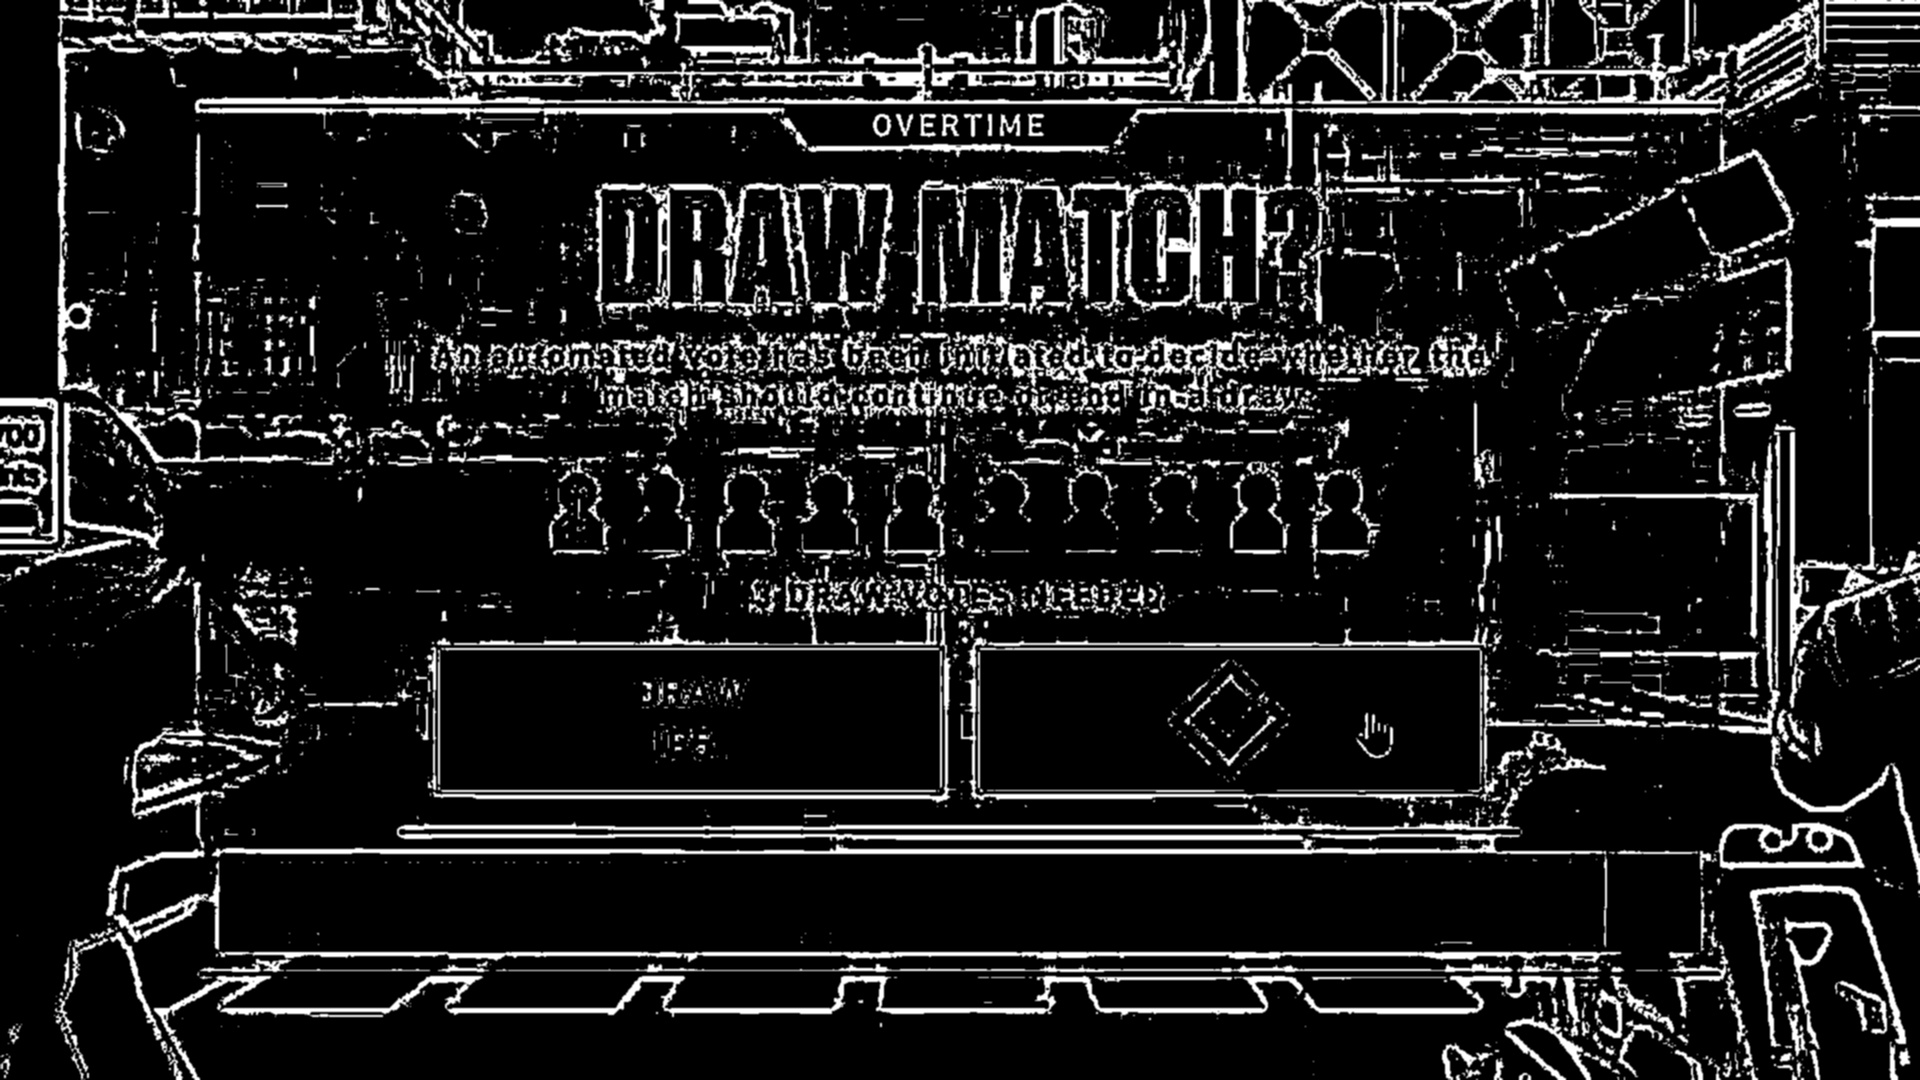 OVERTIME
DRAW MATCH?
An automated vote has been initiated to decide whether the
match should continue or end in a draw.
3 DRAW VOTES NEEDED
DRAW